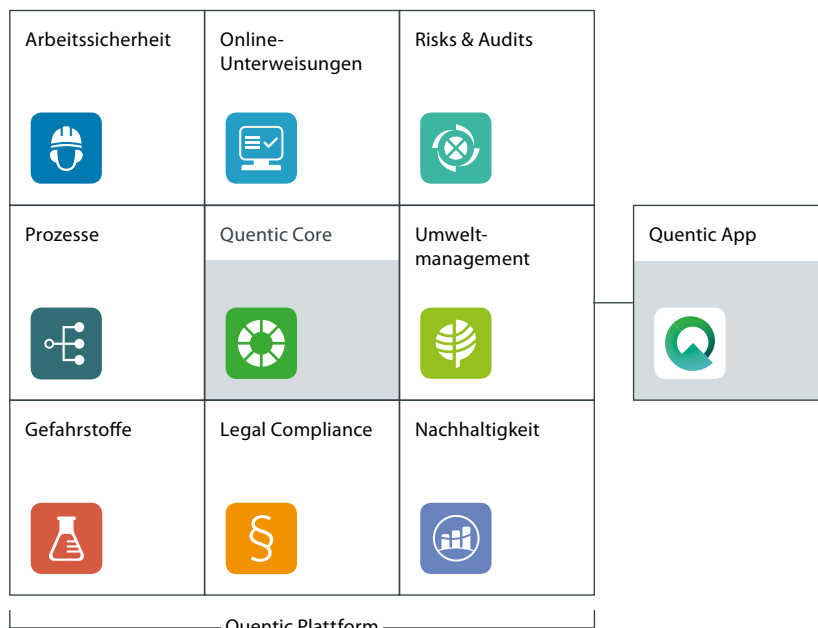 Arbeitssicherheit
Online-
Unterweisungen
Risks & Audits
Prozesse
Quentic Core
Umwelt-
management
Quentic App
Gefahrstoffe
Legal Compliance
Nachhaltigkeit
§
Quentic Plattform